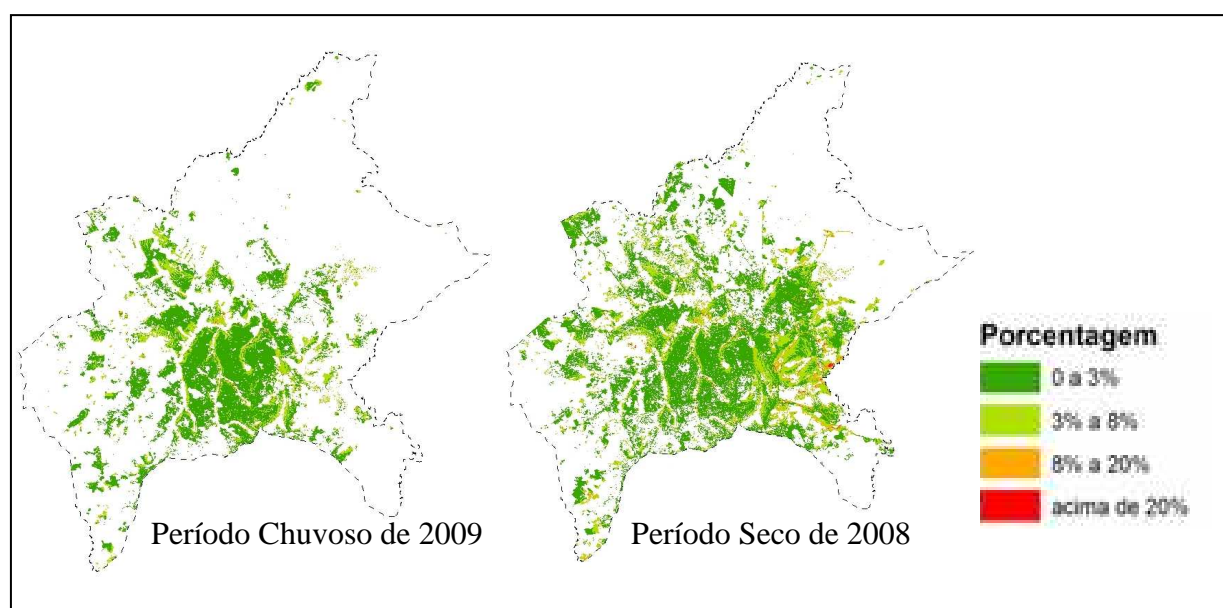 Período Chuvoso de 2009
Período Seco de 2008
Porcentagem
0 a 3%
3% a 8%
8% a 20%
acima de 20%